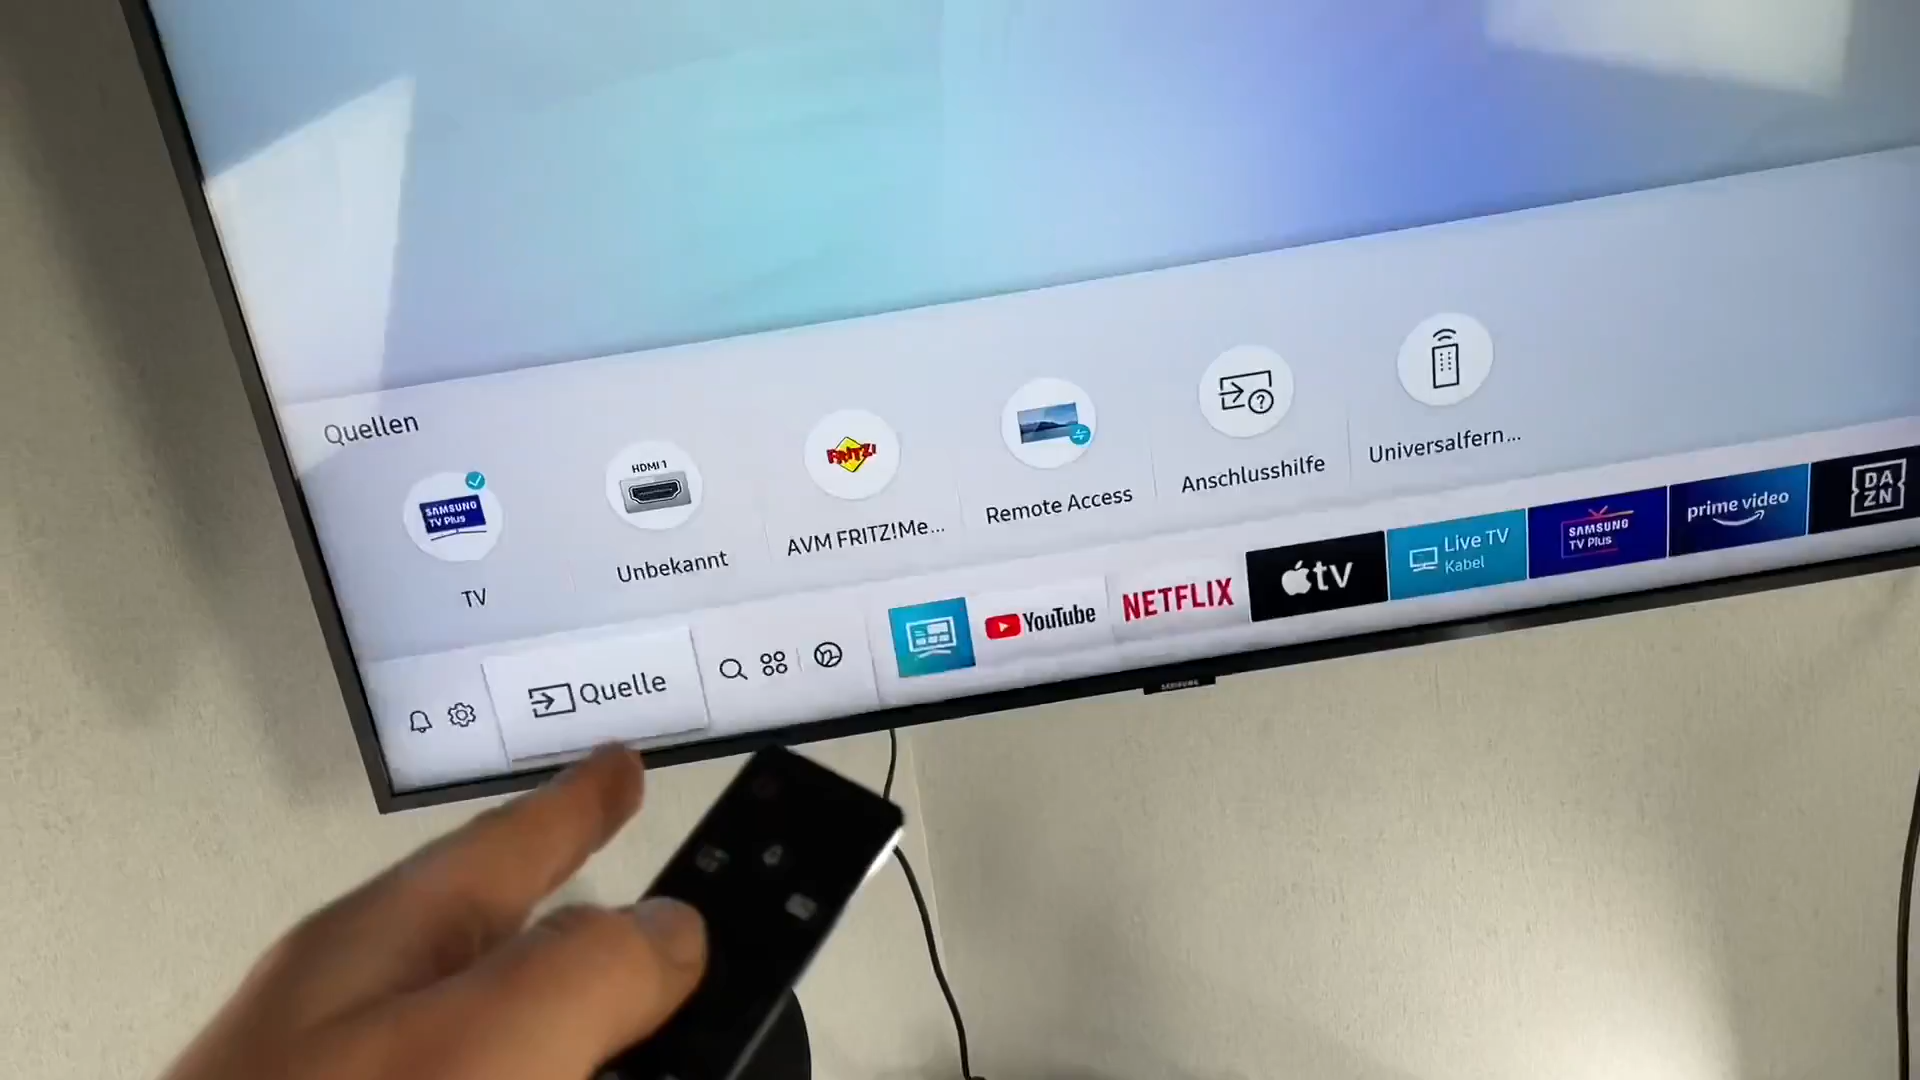 Quellen
SAMSUNG
TV Plus
TV
HDMI 1
Unbekannt
FRITZ!
AVM FRITZ!Me...
Remote Access
?
Anschlusshilfe
Universalfern...
Quelle
YouTube
NETFLIX
tv
Live TV
Kabel
SAMSUNG
TV Plus
prime video
DA
ZN
SAMSUNG